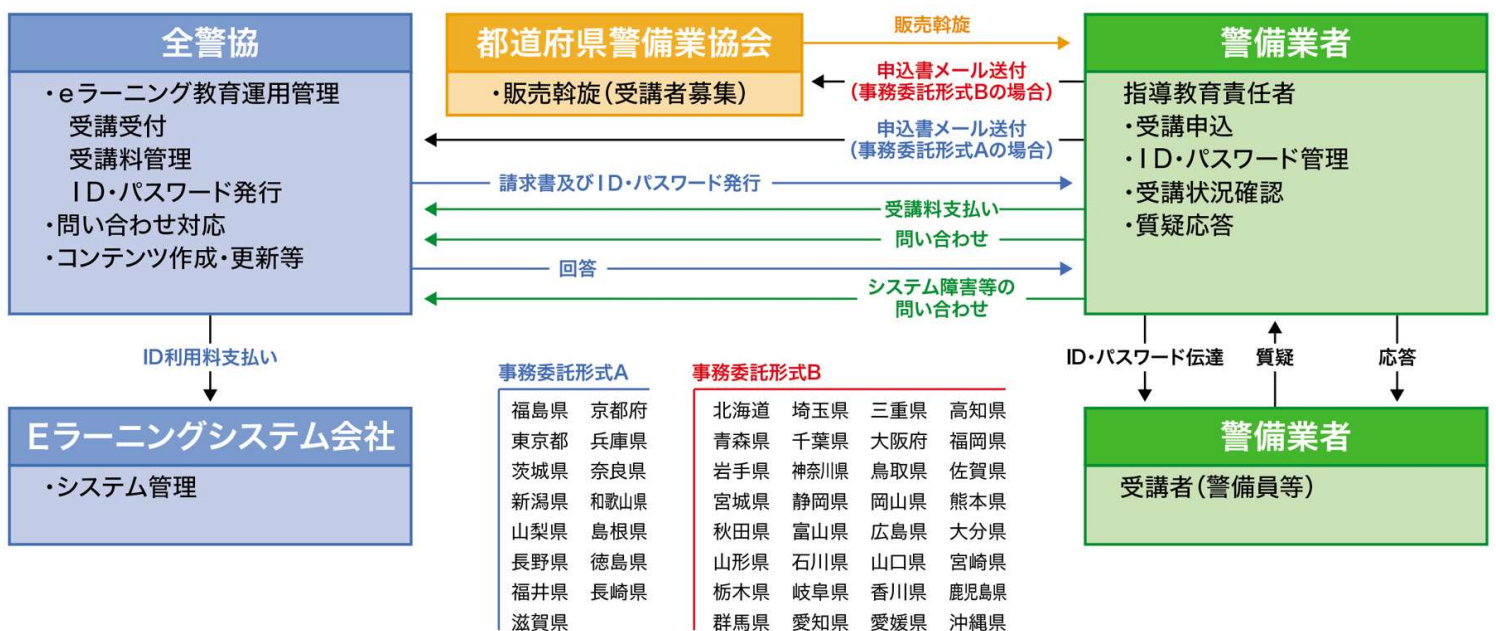 全警協
・eラーニング教育運用管理
受講受付
受講料管理
ID・パスワード発行
・問い合わせ対応
・コンテンツ作成・更新等
都道府県警備業協会
・販売斡旋(受講者募集)
警備業者
指導教育責任者
・受講申込
・ID・パスワード管理
・受講状況確認
・質疑応答
販売斡旋
申込書メール送付
(事務委託形式Bの場合)
申込書メール送付
(事務委託形式Aの場合)
請求書及びID・パスワード発行
受講料支払い
問い合わせ
回答
システム障害等の
問い合わせ
ID利用料支払い
ID・パスワード伝達
質疑
応答
Eラーニングシステム会社
・システム管理
事務委託形式A
福島県 京都府
東京都 兵庫県
茨城県 奈良県
新潟県 和歌山県
山梨県 島根県
長野県 徳島県
福井県 長崎県
滋賀県
事務委託形式B
北海道 埼玉県 三重県 高知県
青森県 千葉県 大阪府 福岡県
岩手県 神奈川県 鳥取県 佐賀県
宮城県 静岡県 岡山県 熊本県
秋田県 富山県 広島県 大分県
山形県 石川県 山口県 宮崎県
栃木県 岐阜県 香川県 鹿児島県
群馬県 愛知県 愛媛県 沖縄県
警備業者
受講者(警備員等)